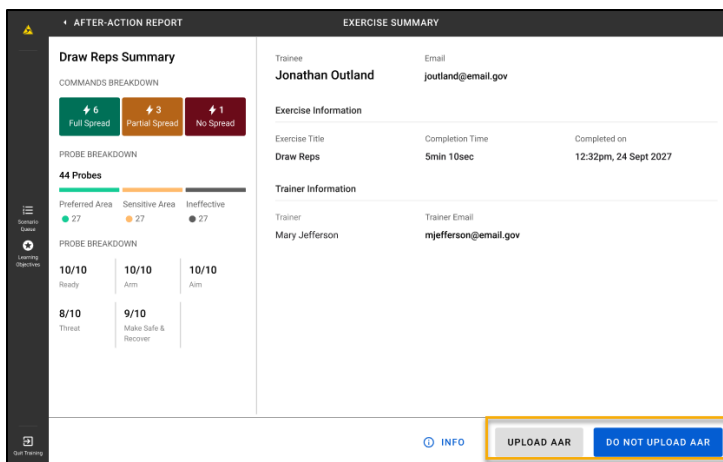 AFTER-ACTION REPORT
EXERCISE SUMMARY
Draw Reps Summary
COMMANDS BREAKDOWN
6
Full Spread
3
Partial Spread
1
No Spread
PROBE BREAKDOWN
44 Probes
Preferred Area
27
Sensitive Area
27
Ineffective
27
PROBE BREAKDOWN
10/10
Ready
10/10
Arm
10/10
Aim
8/10
Threat
9/10
Make Safe &
Recover
Trainee
Jonathan Outland
Email
joutland@email.gov
Exercise Information
Exercise Title
Draw Reps
Completion Time
5min 10sec
Completed on
12:32pm, 24 Sept 2027
Trainer Information
Trainer
Mary Jefferson
Trainer Email
mjefferson@email.gov
Scenario
Queue
Learning
Objectives
Quit Training
INFO
UPLOAD AAR
DO NOT UPLOAD AAR